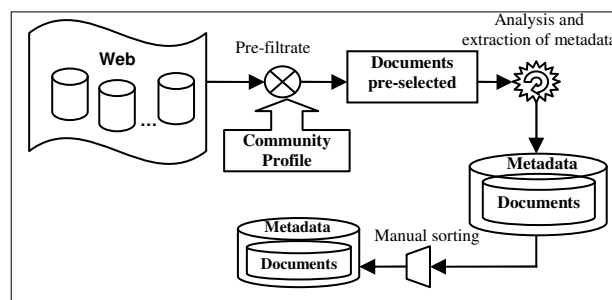 Analysis and
extraction of metadata
Web
...
Pre-filtrate
Documents
pre-selected
Community
Profile
Metadata
Documents
Manual sorting
Metadata
Documents